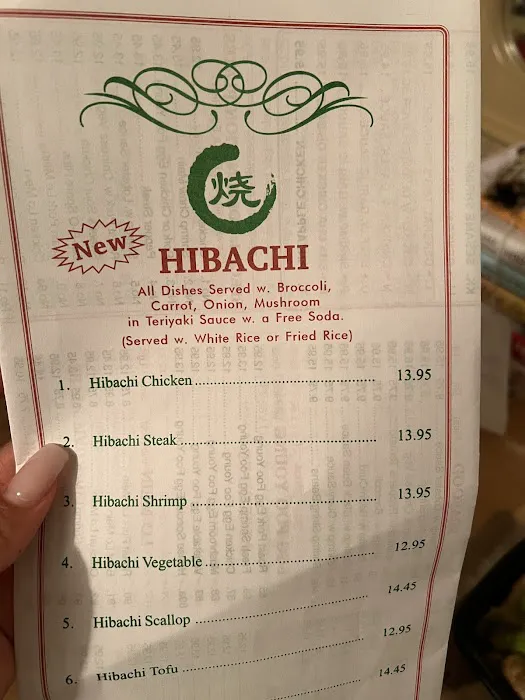 烧
New
HIBACHI
All Dishes Served w. Broccoli,
Carrot, Onion, Mushroom
in Teriyaki Sauce w. a Free Soda.
(Served w. White Rice or Fried Rice)
1. Hibachi Chicken 13.95
2. Hibachi Steak 13.95
3. Hibachi Shrimp 13.95
4. Hibachi Vegetable 12.95
5. Hibachi Scallop 14.45
6. Hibachi Tofu 12.95
14.45